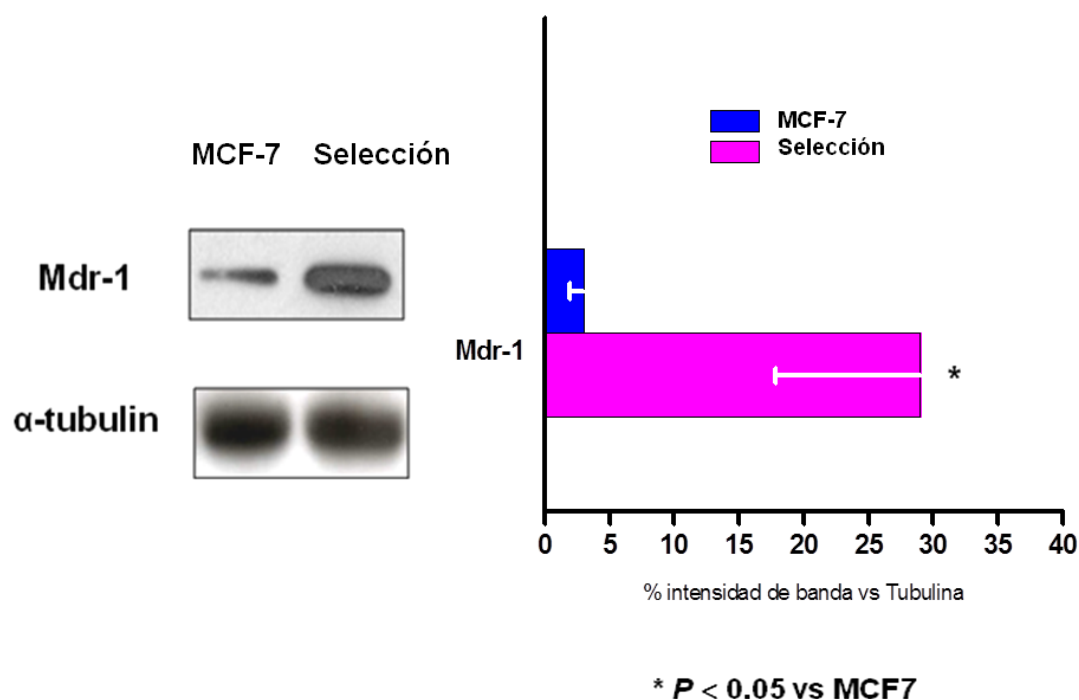 MCF-7 Selección
Mdr-1
α-tubulin
MCF-7
Selección
Mdr-1
0 5 10 15 20 25 30 35 40
% intensidad de banda vs Tubulina
*
* P < 0.05 vs MCF7